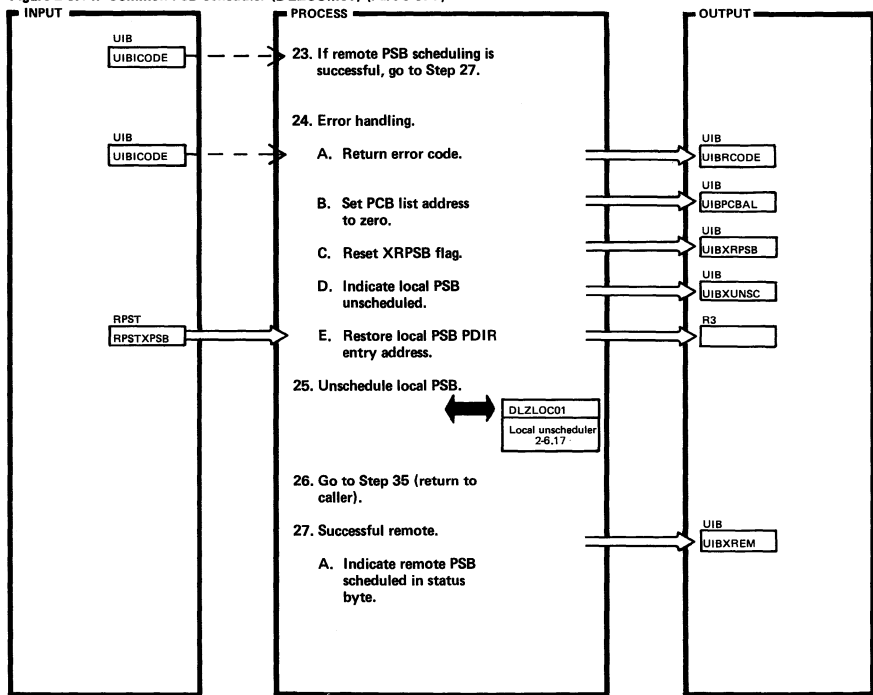 INPUT
PROCESS
OUTPUT
UIB
UIBICODE
23. If remote PSB scheduling is
successful, go to Step 27.
24. Error handling.
UIB
UIBICODE
A. Return error code.
UIB
UIBRCODE
B. Set PCB list address
to zero.
UIB
UIBPCBAL
C. Reset XRPSB flag.
UIB
UIBXRPSB
D. Indicate local PSB
unscheduled.
UIB
UIBXUNSC
RPST
RPSTXPSB
E. Restore local PSB PDIR
entry address.
R3
25. Unschedule local PSB.
DLZLOC01
Local unscheduler
2-6.17
26. Go to Step 35 (return to
caller).
27. Successful remote.
UIB
UIBXREM
A. Indicate remote PSB
scheduled in status
byte.